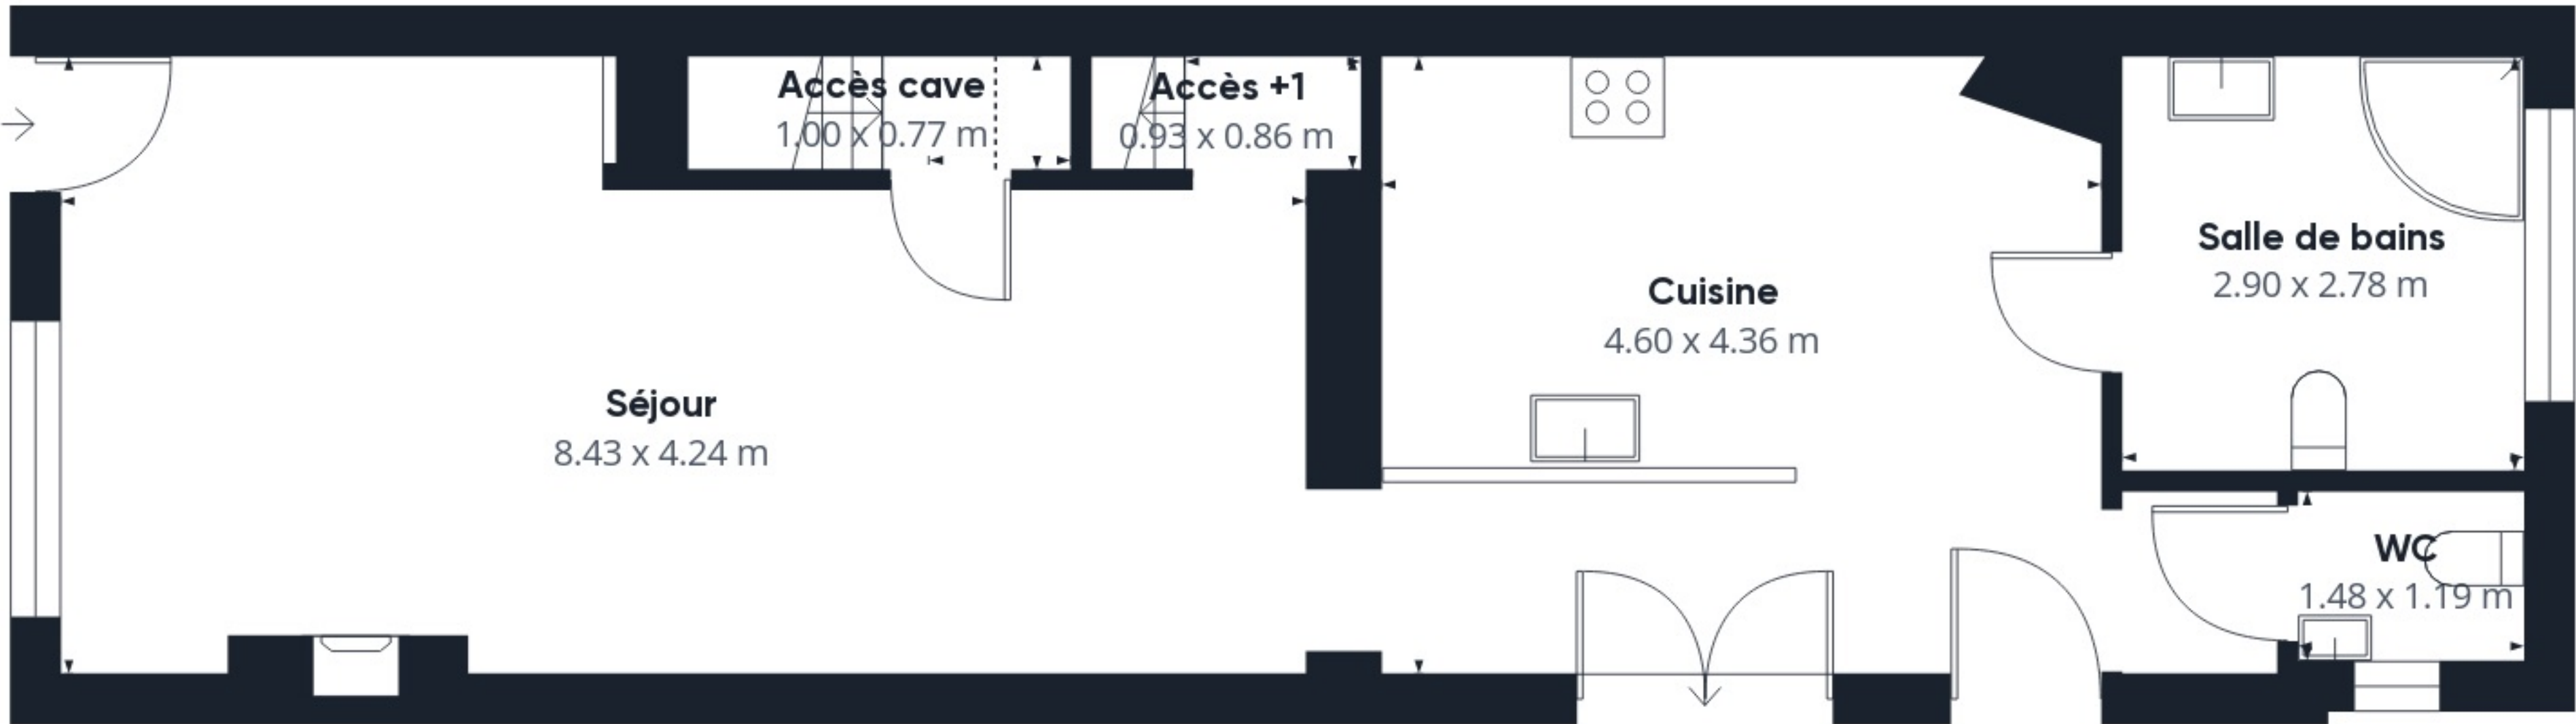 Accès cave
1.00 x 0.77 m
Accès +1
0.93 x 0.86 m
Salle de bains
2.90 x 2.78 m
Cuisine
4.60 x 4.36 m
Séjour
8.43 x 4.24 m
WC
1.48 x 1.19 m